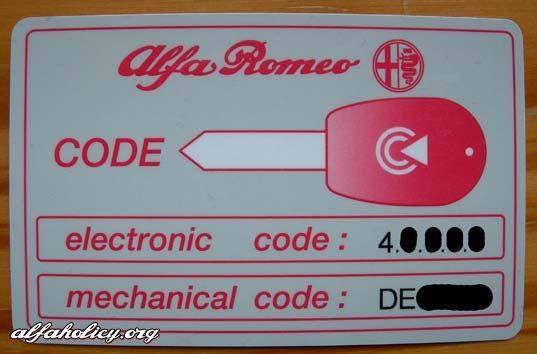 Alfa Romeo
CODE
electronic code : 4.
mechanical code : DE
alfaholicy.org